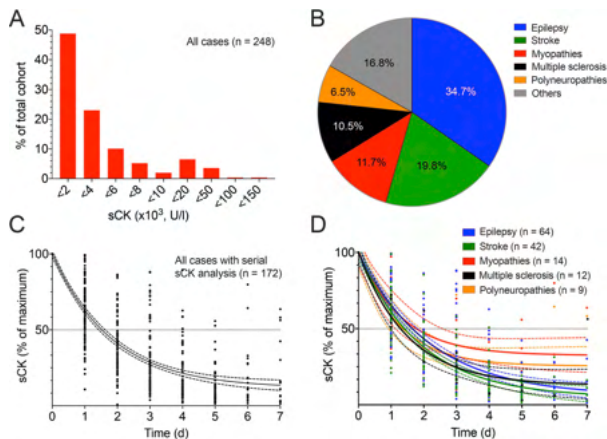 A
All cases (n = 248)
% of total cohort
50
40
30
20
10
0
<2 <4 <6 <8 <10 <20 <50 <100 <150
sCK (x10³, U/l)
B
34.7%
19.8%
11.7%
10.5%
6.5%
16.8%
Epilepsy
Stroke
Myopathies
Multiple sclerosis
Polyneuropathies
Others
C
All cases with serial
sCK analysis (n = 172)
sCK (% of maximum)
100
50
0 1 2 3 4 5 6 7
Time (d)
D
Epilepsy (n = 64)
Stroke (n = 42)
Myopathies (n = 14)
Multiple sclerosis (n = 12)
Polyneuropathies (n = 9)
sCK (% of maximum)
100
50
0 1 2 3 4 5 6 7
Time (d)